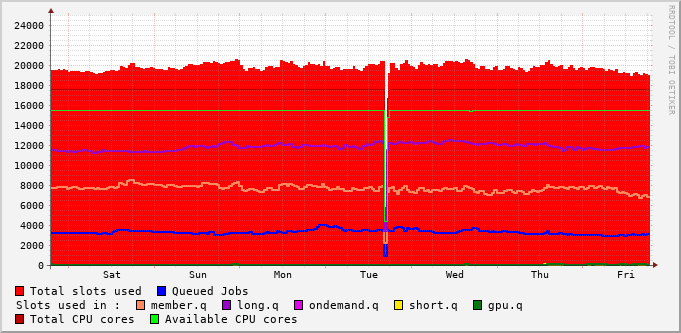 RRDTOOL / TOBI OETIKER
24000
22000
20000
18000
16000
14000
12000
10000
8000
6000
4000
2000
0
Sat Sun Mon Tue Wed Thu Fri
Total slots used Queued Jobs
Slots used in : member.q long.q ondemand.q short.q gpu.q
Total CPU cores Available CPU cores